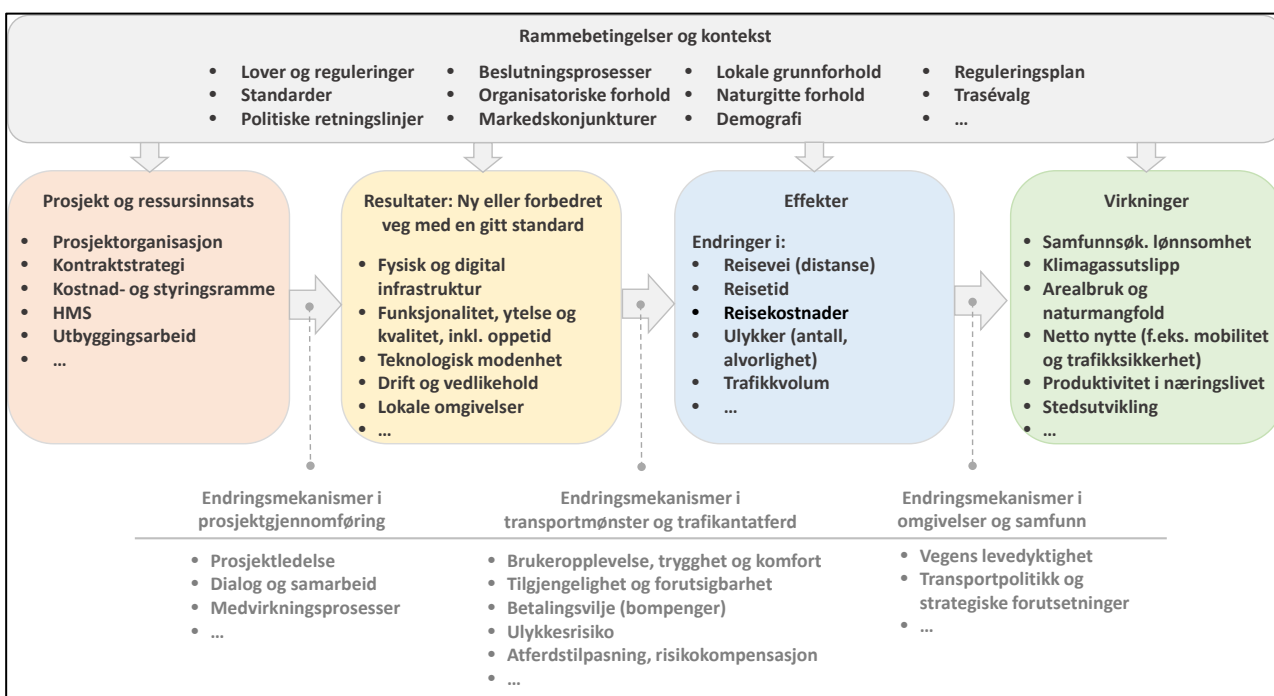 Rammebetingelser og kontekst
• Lover og reguleringer
• Standarder
• Politiske retningslinjer
• Beslutningsprosesser
• Organisatoriske forhold
• Markedskonjunkturer
• Lokale grunnforhold
• Naturgitte forhold
• Demografi
• Reguleringsplan
• Trasévalg
• ...
Prosjekt og ressursinnsats
• Prosjektorganisasjon
• Kontraktstrategi
• Kostnad- og styringsramme
• HMS
• Utbyggingsarbeid
• ...
Resultater: Ny eller forbedret
veg med en gitt standard
• Fysisk og digital
infrastruktur
• Funksjonalitet, ytelse og
kvalitet, inkl. oppetid
• Teknologisk modenhet
• Drift og vedlikehold
• Lokale omgivelser
• ...
Effekter
Endringer i:
• Reisevei (distanse)
• Reisetid
• Reisekostnader
• Ulykker (antall,
alvorlighet)
• Trafikkvolum
• ...
Virkninger
• Samfunnsøk. lønnsomhet
• Klimagassutslipp
• Arealbruk og
naturmangfold
• Netto nytte (f.eks. mobilitet
og trafikksikkerhet)
• Produktivitet i næringslivet
• Stedsutvikling
• ...
Endringsmekanismer i
prosjektgjennomføring
• Prosjektledelse
• Dialog og samarbeid
• Medvirkningsprosesser
• ...
Endringsmekanismer i
transportmønster og trafikantatferd
• Brukeropplevelse, trygghet og komfort
• Tilgjengelighet og forutsigbarhet
• Betalingsvilje (bompenger)
• Ulykkesrisiko
• Atferdstilpasning, risikokompensasjon
• ...
Endringsmekanismer i
omgivelser og samfunn
• Vegens levedyktighet
• Transportpolitikk og
strategiske forutsetninger
• ...